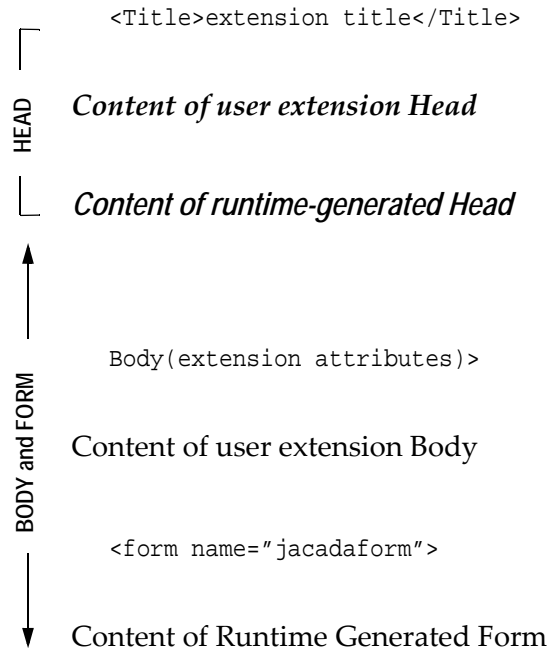 <Title>extension title</Title>
HEAD
Content of user extension Head
Content of runtime-generated Head
BODY and FORM
Body(extension attributes)>
Content of user extension Body
<form name="jacadaform">
Content of Runtime Generated Form